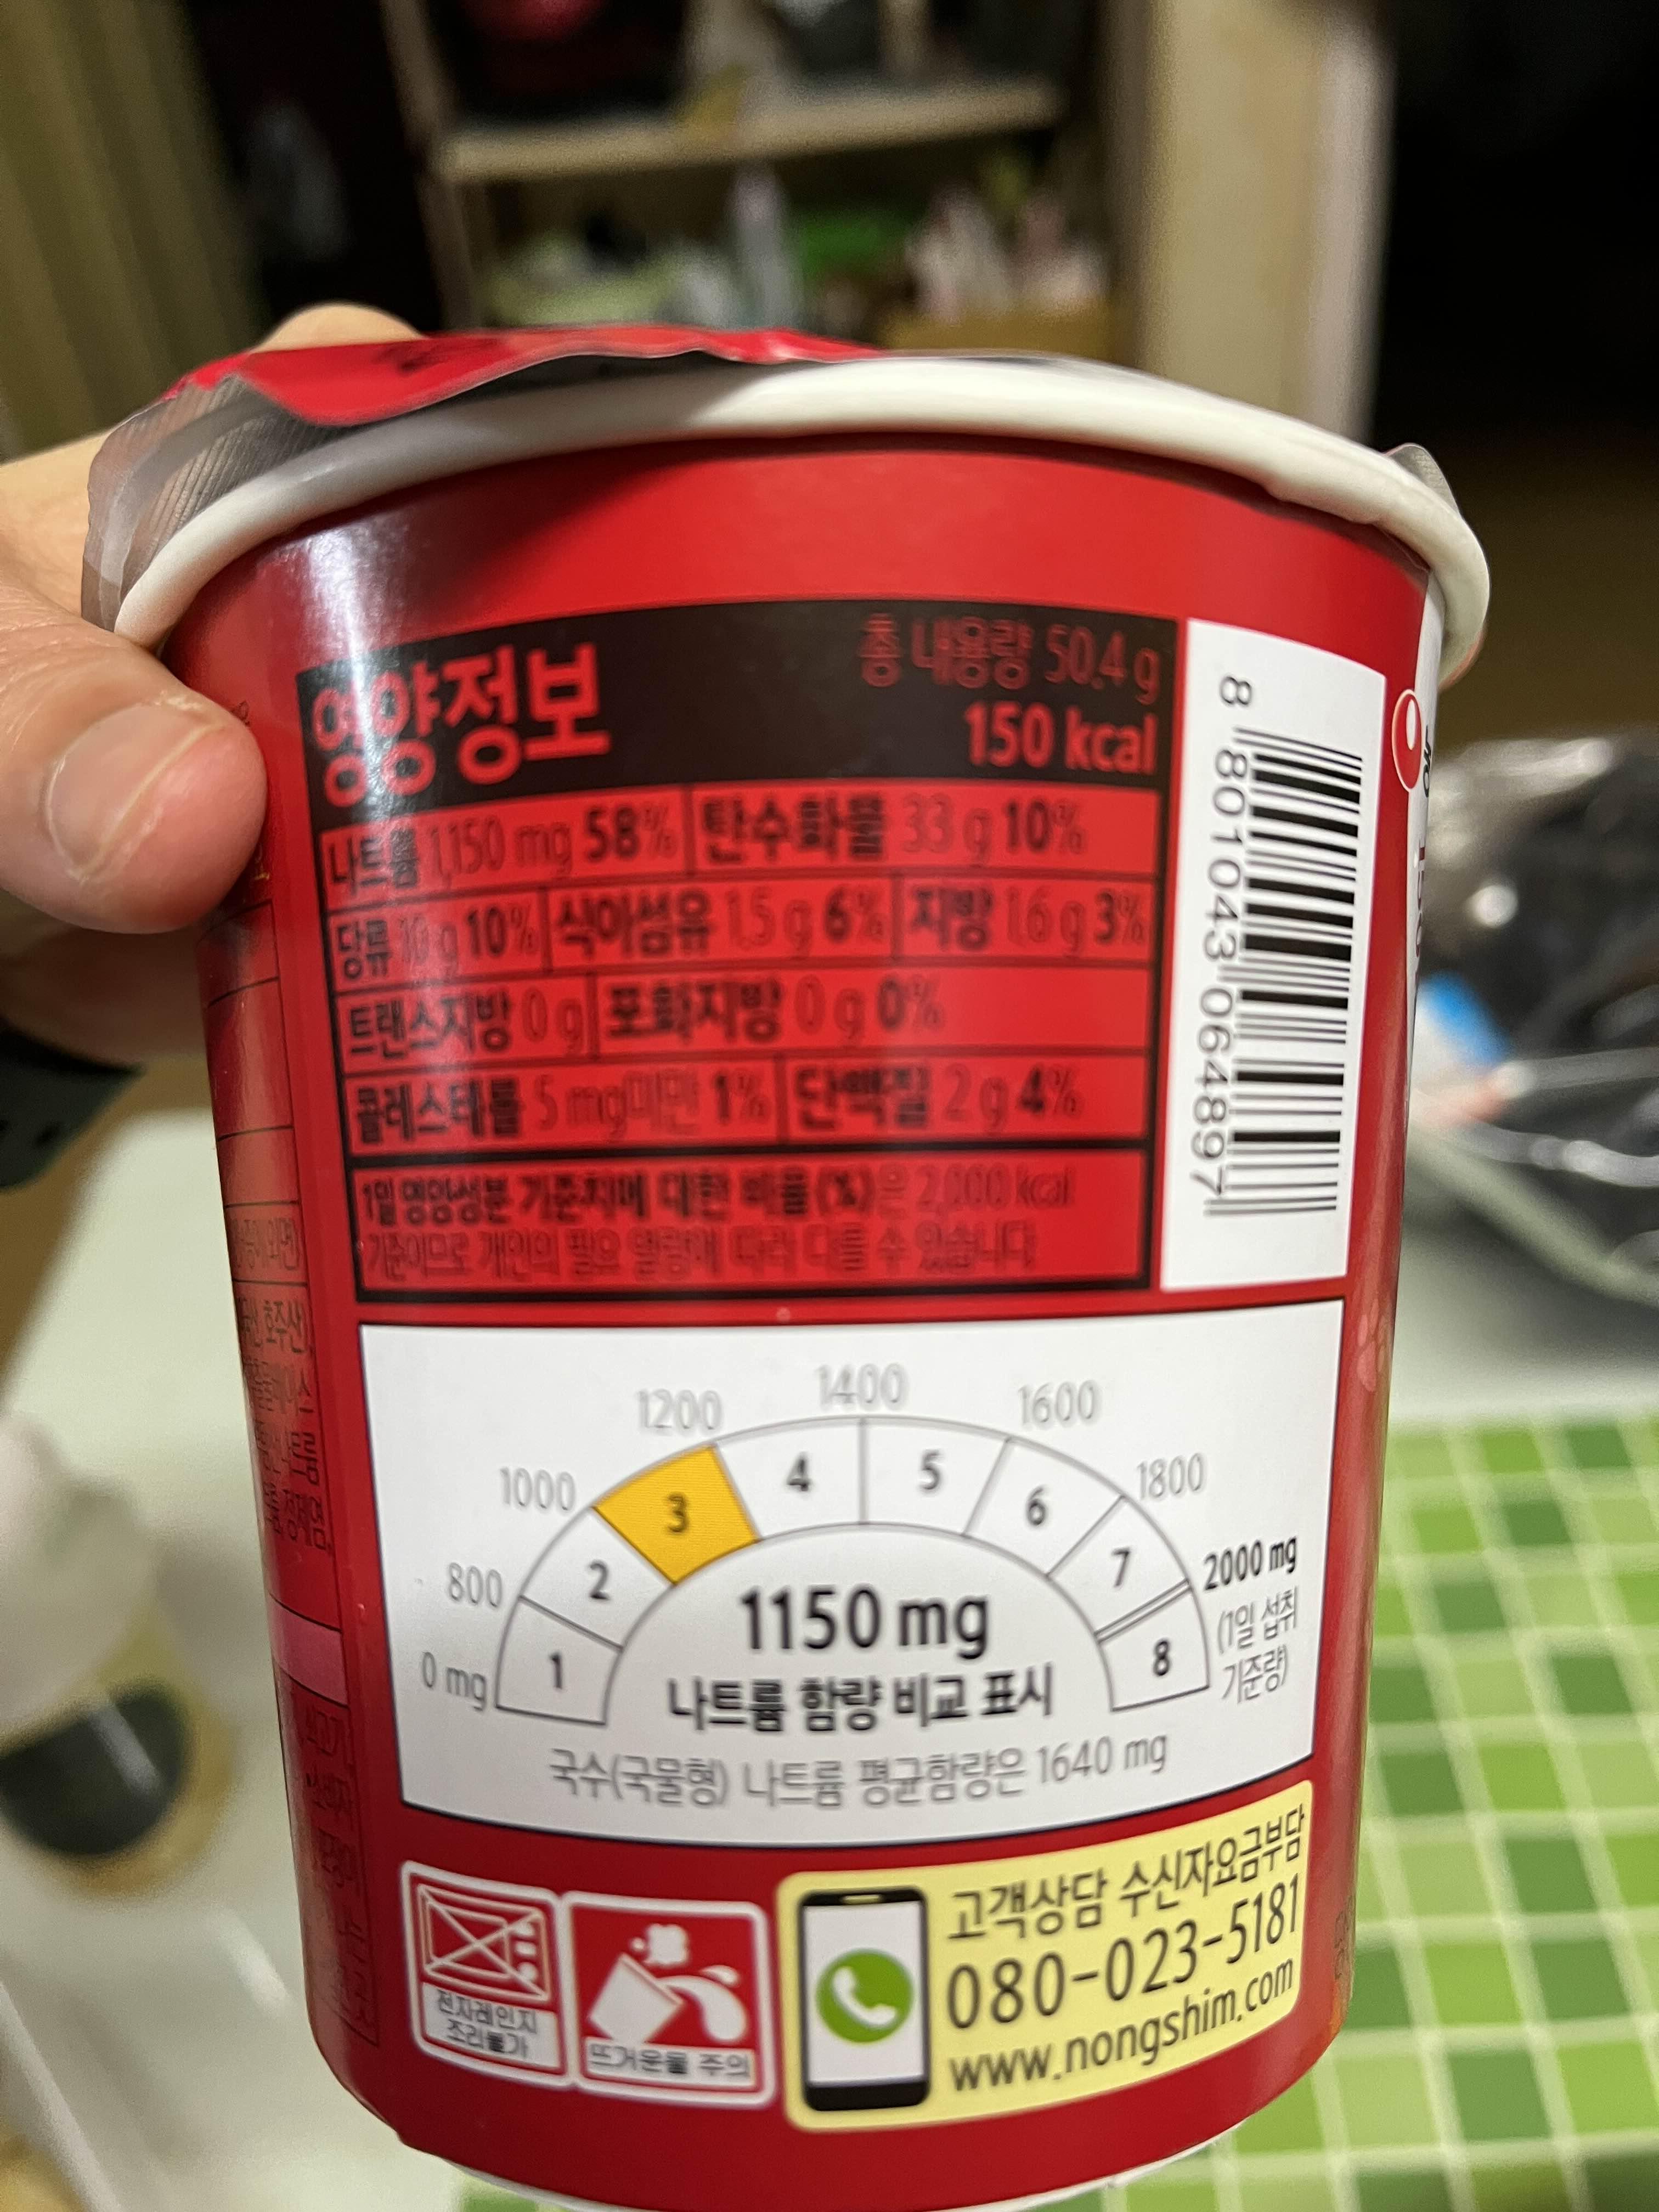 영양정보
총 내용량 50.4 g
150 kcal
나트륨 1,150 mg 58% 탄수화물 33 g 10%
당류 10 g 10% 식이섬유 1.5 g 6% 지방 1.6 g 3%
트랜스지방 0 g 포화지방 0 g 0%
콜레스테롤 5 mg미만 1% 단백질 2 g 4%
1일 영양성분 기준치에 대한 비율(%)은 2,000 kcal
기준이므로 개인의 필요 열량에 따라 다를 수 있습니다
8 801043 064897
0 mg 800 1000 1200 1400 1600 1800 2000 mg
(1일 섭취
기준량)
1 2 3 4 5 6 7 8
1150 mg
나트륨 함량 비교 표시
국수(국물형) 나트륨 평균함량은 1640 mg
전자레인지
조리불가
뜨거운물 주의
고객상담 수신자요금부담
080-023-5181
www.nongshim.com
호주산),
정제염,